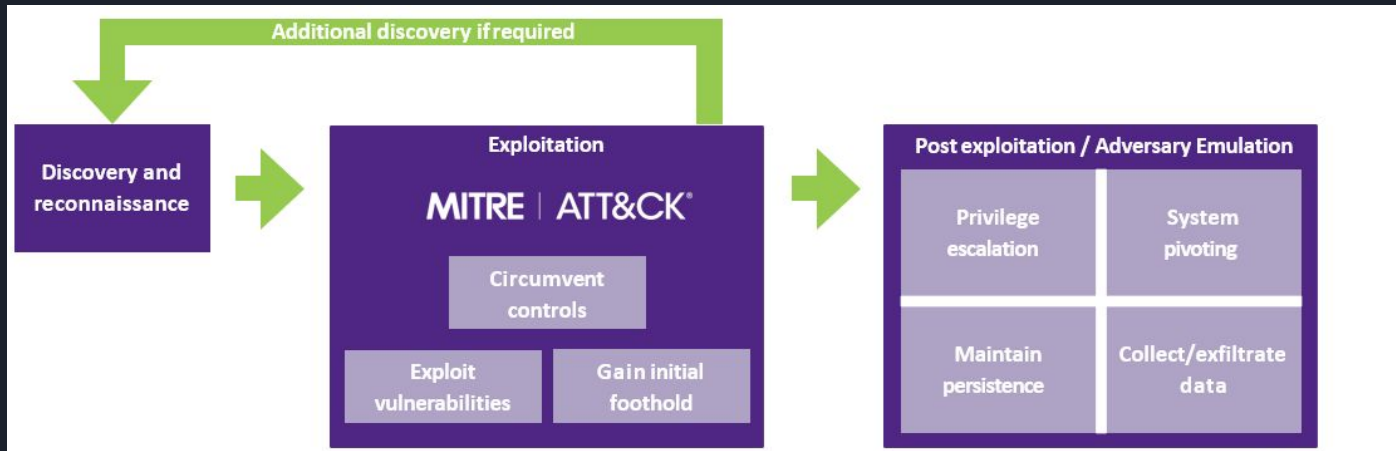 Additional discovery if required
Discovery and
reconnaissance
Exploitation
MITRE | ATT&CK®
Circumvent
controls
Exploit
vulnerabilities
Gain initial
foothold
Post exploitation / Adversary Emulation
Privilege
escalation
System
pivoting
Maintain
persistence
Collect/exfiltrate
data